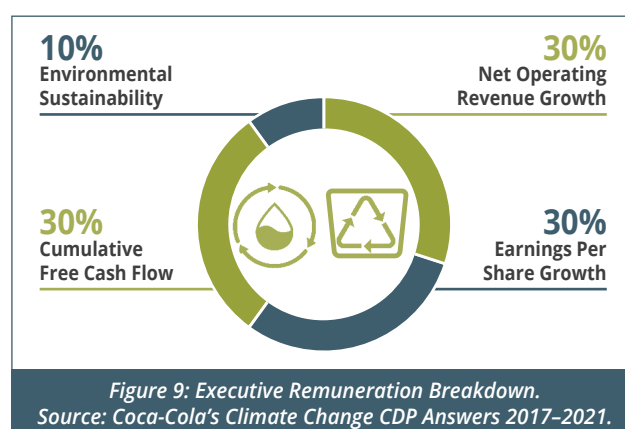 10%
Environmental
Sustainability
30%
Net Operating
Revenue Growth
30%
Cumulative
Free Cash Flow
30%
Earnings Per
Share Growth
Figure 9: Executive Remuneration Breakdown.
Source: Coca-Cola's Climate Change CDP Answers 2017–2021.